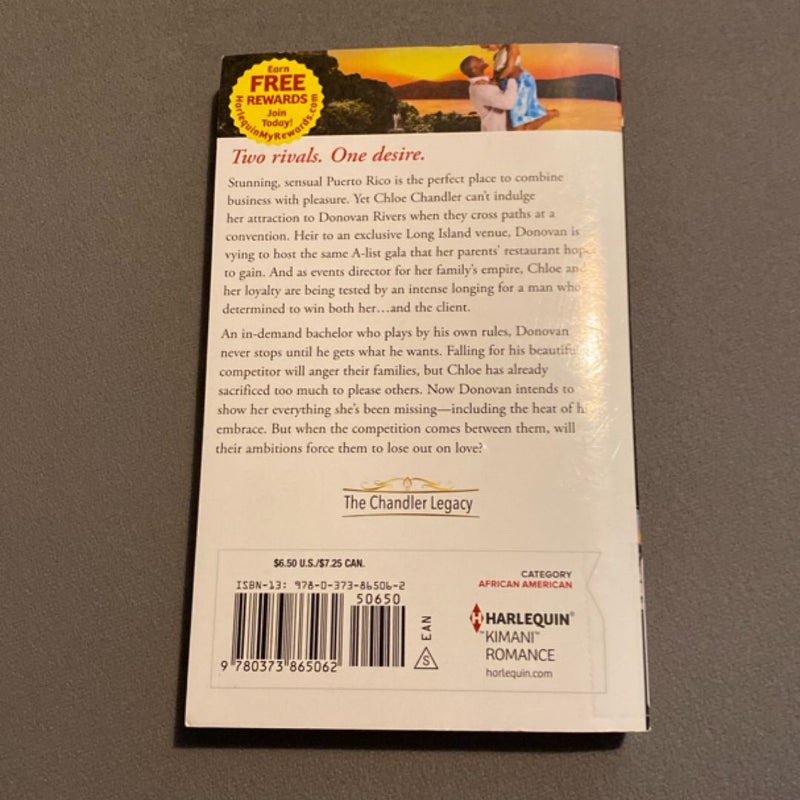 Earn
FREE
REWARDS
Join
Today!
HarlequinMyRewards.com
Two rivals. One desire.
Stunning, sensual Puerto Rico is the perfect place to combine
business with pleasure. Yet Chloe Chandler can't indulge
her attraction to Donovan Rivers when they cross paths at a
convention. Heir to an exclusive Long Island venue, Donovan is
vying to host the same A-list gala that her parents' restaurant
to gain. And as events director for her family's empire, Chloe and
her loyalty are being tested by an intense longing for a man who
determined to win both her…and the client.
An in-demand bachelor who plays by his own rules, Donovan
never stops until he gets what he wants. Falling for his beautiful
competitor will anger their families, but Chloe has already
sacrificed too much to please others. Now Donovan intends to
show her everything she's been missing—including the heat of
embrace. But when the competition comes between them, will
their ambitions force them to lose out on love?
The Chandler Legacy
$6.50 U.S./$7.25 CAN.
ISBN-13: 978-0-373-86506-2
50650
EAN
S
9 780373 865062
CATEGORY
AFRICAN AMERICAN
H HARLEQUIN®
™KIMANI™
ROMANCE
harlequin.com